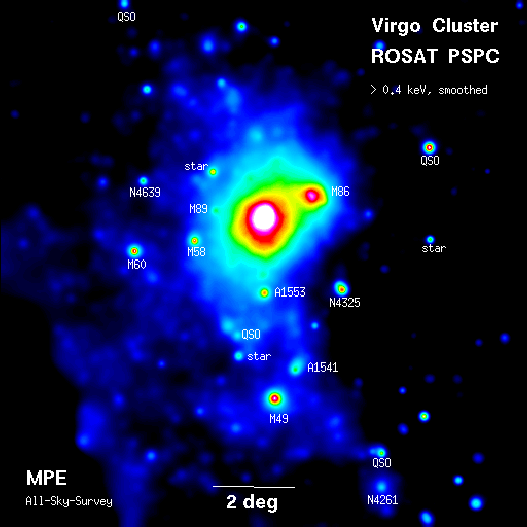 QSO
Virgo Cluster
ROSAT PSPC
> 0.4 keV, smoothed
QSO
star
M86
N4639
M89
M58
star
M60
A1553
N4325
QSO
star
A1541
M49
QSO
MPE
All-Sky-Survey
2 deg
N4261